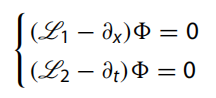 (ℒ₁ − ∂ₓ)Φ = 0
(ℒ₂ − ∂ₜ)Φ = 0